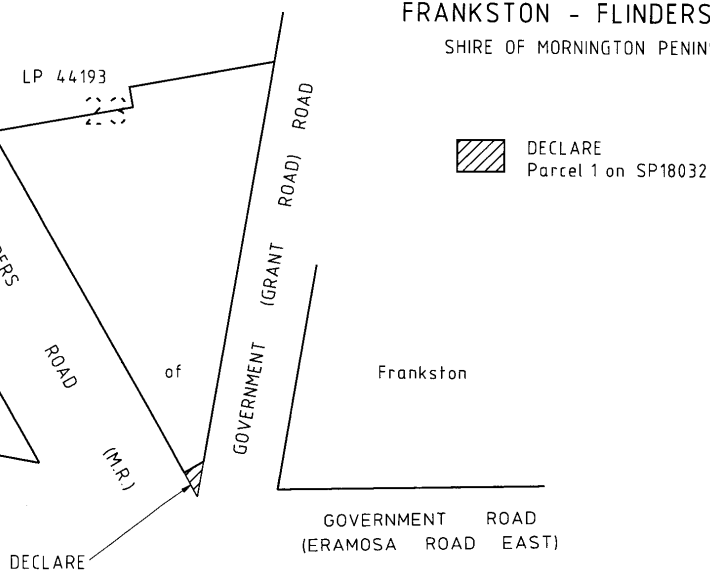 FRANKSTON - FLINDERS
SHIRE OF MORNINGTON
LP 44193
DECLARE
Parcel 1 on SP18032
GOVERNMENT (GRANT ROAD) ROAD
ROAD
(M.R.)
of
Frankston
GOVERNMENT ROAD
(ERAMOSA ROAD EAST)
DECLARE